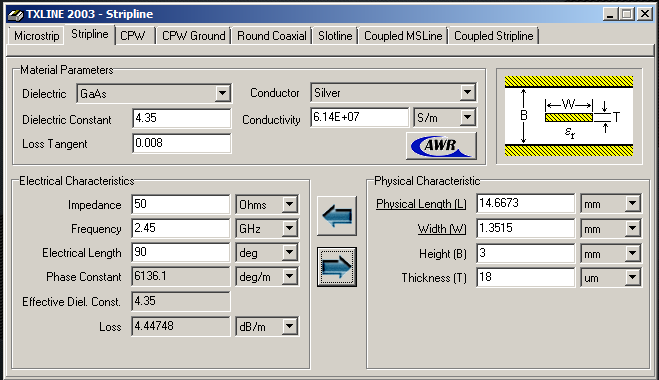 TXLINE 2003 - Stripline
Microstrip Stripline CPW CPW Ground Round Coaxial Slotline Coupled MSLine Coupled Stripline
Material Parameters
Dielectric GaAs Conductor Silver
Dielectric Constant 4.35 Conductivity 6.14E+07 S/m
Loss Tangent 0.008
AWR
W
B
T
εr
Electrical Characteristics
Impedance 50 Ohms
Frequency 2.45 GHz
Electrical Length 90 deg
Phase Constant 6136.1 deg/m
Effective Diel. Const. 4.35
Loss 4.44748 dB/m
Physical Characteristic
Physical Length (L) 14.6673 mm
Width (W) 1.3515 mm
Height (B) 3 mm
Thickness (T) 18 um